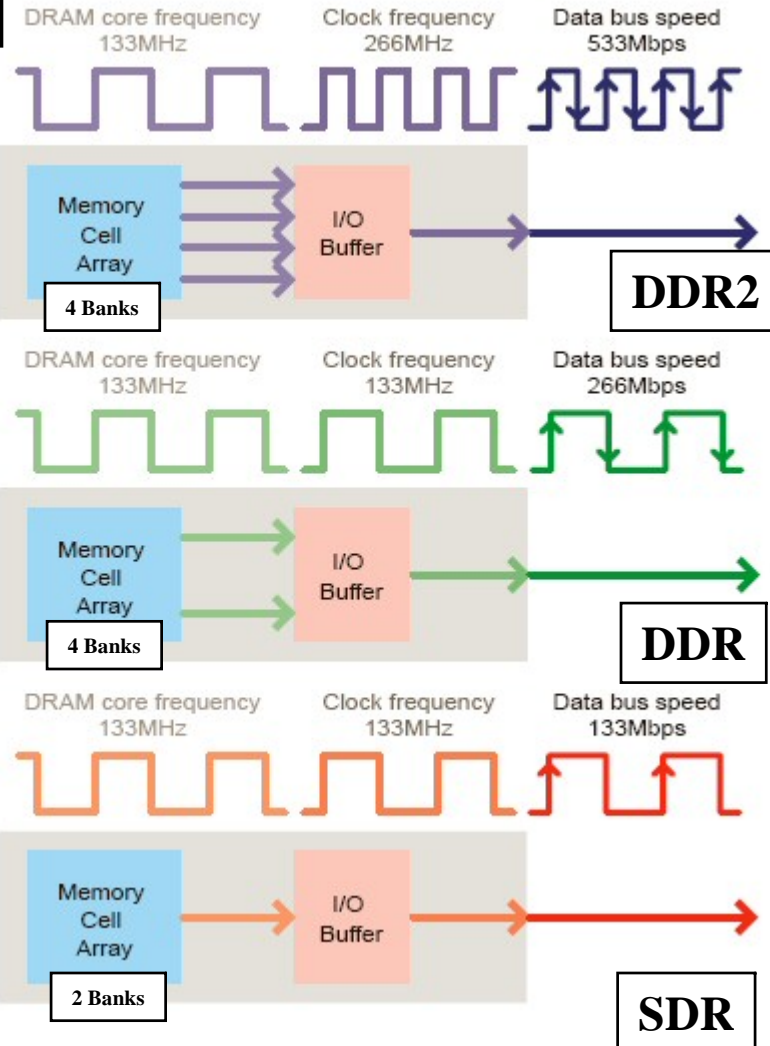 DRAM core frequency
133MHz
Clock frequency
266MHz
Data bus speed
533Mbps
Memory
Cell
Array
4 Banks
I/O
Buffer
DDR2
DRAM core frequency
133MHz
Clock frequency
133MHz
Data bus speed
266Mbps
Memory
Cell
Array
4 Banks
I/O
Buffer
DDR
DRAM core frequency
133MHz
Clock frequency
133MHz
Data bus speed
133Mbps
Memory
Cell
Array
2 Banks
I/O
Buffer
SDR